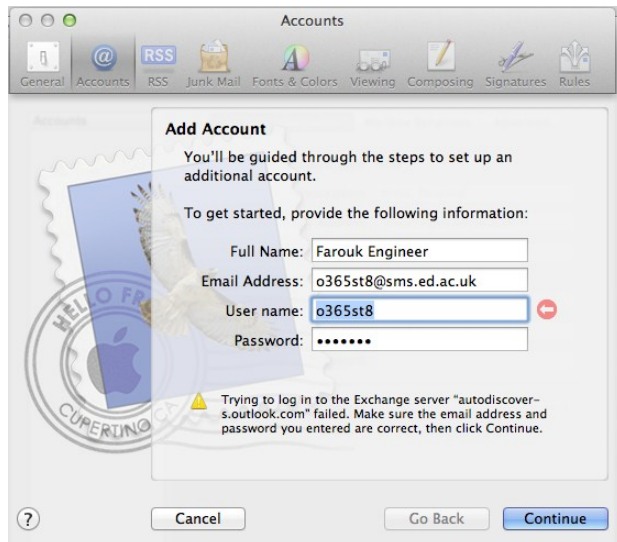 Accounts
General Accounts RSS Junk Mail Fonts & Colors Viewing Composing Signatures Rules
Accounts
Add Account
You'll be guided through the steps to set up an
additional account.
To get started, provide the following information:
Full Name: Farouk Engineer
Email Address: o365st8@sms.ed.ac.uk
User name: o365st8
Password: •••••••
Trying to log in to the Exchange server "autodiscover-
s.outlook.com" failed. Make sure the email address and
password you entered are correct, then click Continue.
HELLO FR
CUPERTINO CA
? Cancel Go Back Continue